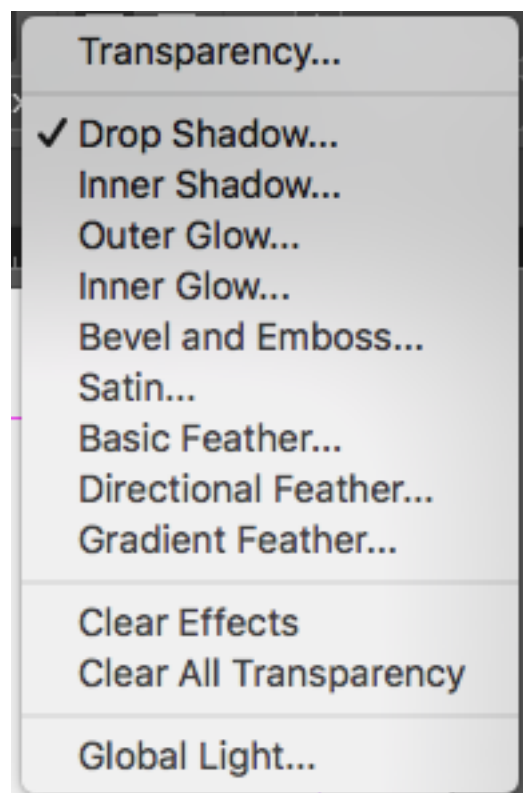 Transparency...
✓ Drop Shadow...
Inner Shadow...
Outer Glow...
Inner Glow...
Bevel and Emboss...
Satin...
Basic Feather...
Directional Feather...
Gradient Feather...
Clear Effects
Clear All Transparency
Global Light...